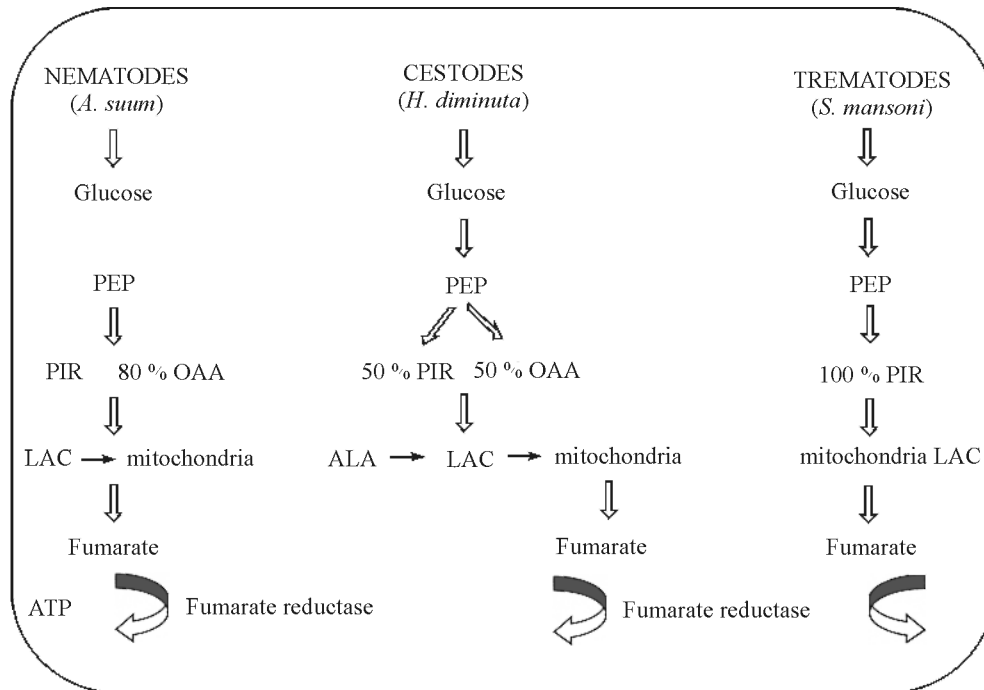 NEMATODES
(A. suum)
Glucose
PEP
PIR 80 % OAA
LAC mitochondria
Fumarate
ATP
Fumarate reductase
CESTODES
(H. diminuta)
Glucose
PEP
50 % PIR 50 % OAA
ALA LAC mitochondria
Fumarate
Fumarate reductase
TREMATODES
(S. mansoni)
Glucose
PEP
100 % PIR
mitochondria LAC
Fumarate